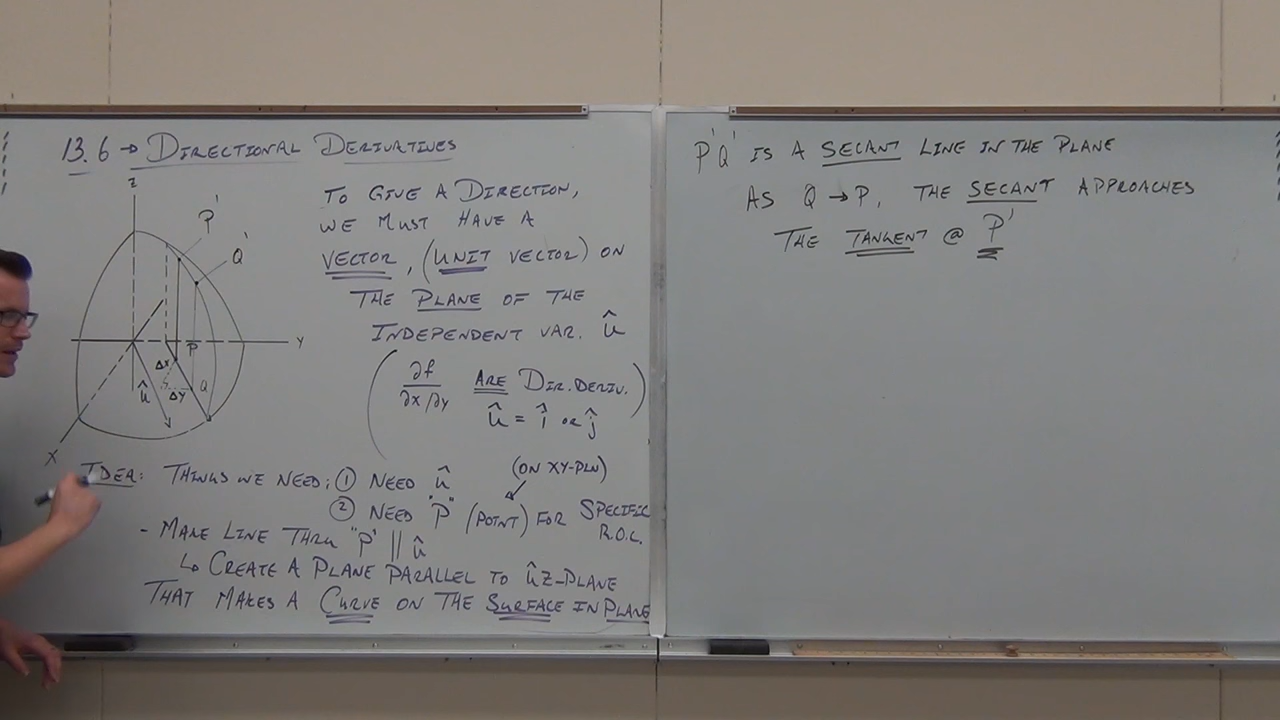 13.6 → DIRECTIONAL DERIVATIVES
TO GIVE A DIRECTION,
WE MUST HAVE A
VECTOR, (UNIT VECTOR) ON
THE PLANE OF THE
INDEPENDENT VAR. û
(∂f/∂x/∂y ARE DIR. DERIV.
û = î OR ĵ)
Z
P'
Q'
Y
P
Δx
Q
Δy
û
X
IDEA: THINGS WE NEED: ① NEED û
(ON XY-PLN)
② NEED "P" (POINT) FOR SPECIFIC
R.O.C.
- MAKE LINE THRU "P" || û
↳ CREATE A PLANE PARALLEL TO ûZ-PLANE
THAT MAKES A CURVE ON THE SURFACE IN PLANE
P'Q' IS A SECANT LINE IN THE PLANE
AS Q → P, THE SECANT APPROACHES
THE TANGENT @ P'